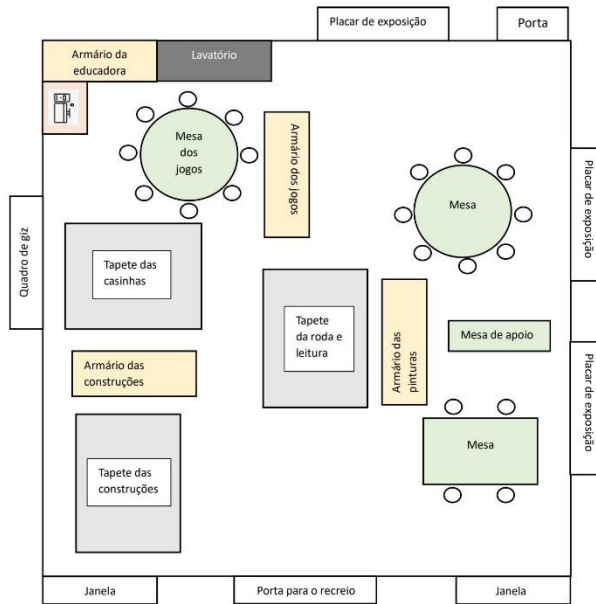 Placar de exposição
Porta
Armário da
educadora
Lavatório
Mesa
dos
jogos
Armário dos jogos
Mesa
Placar de exposição
Quadro de giz
Tapete das
casinhas
Tapete
da roda e
leitura
Armário das
pinturas
Mesa de apoio
Armário das
construções
Placar de exposição
Mesa
Tapete das
construções
Janela
Porta para o recreio
Janela